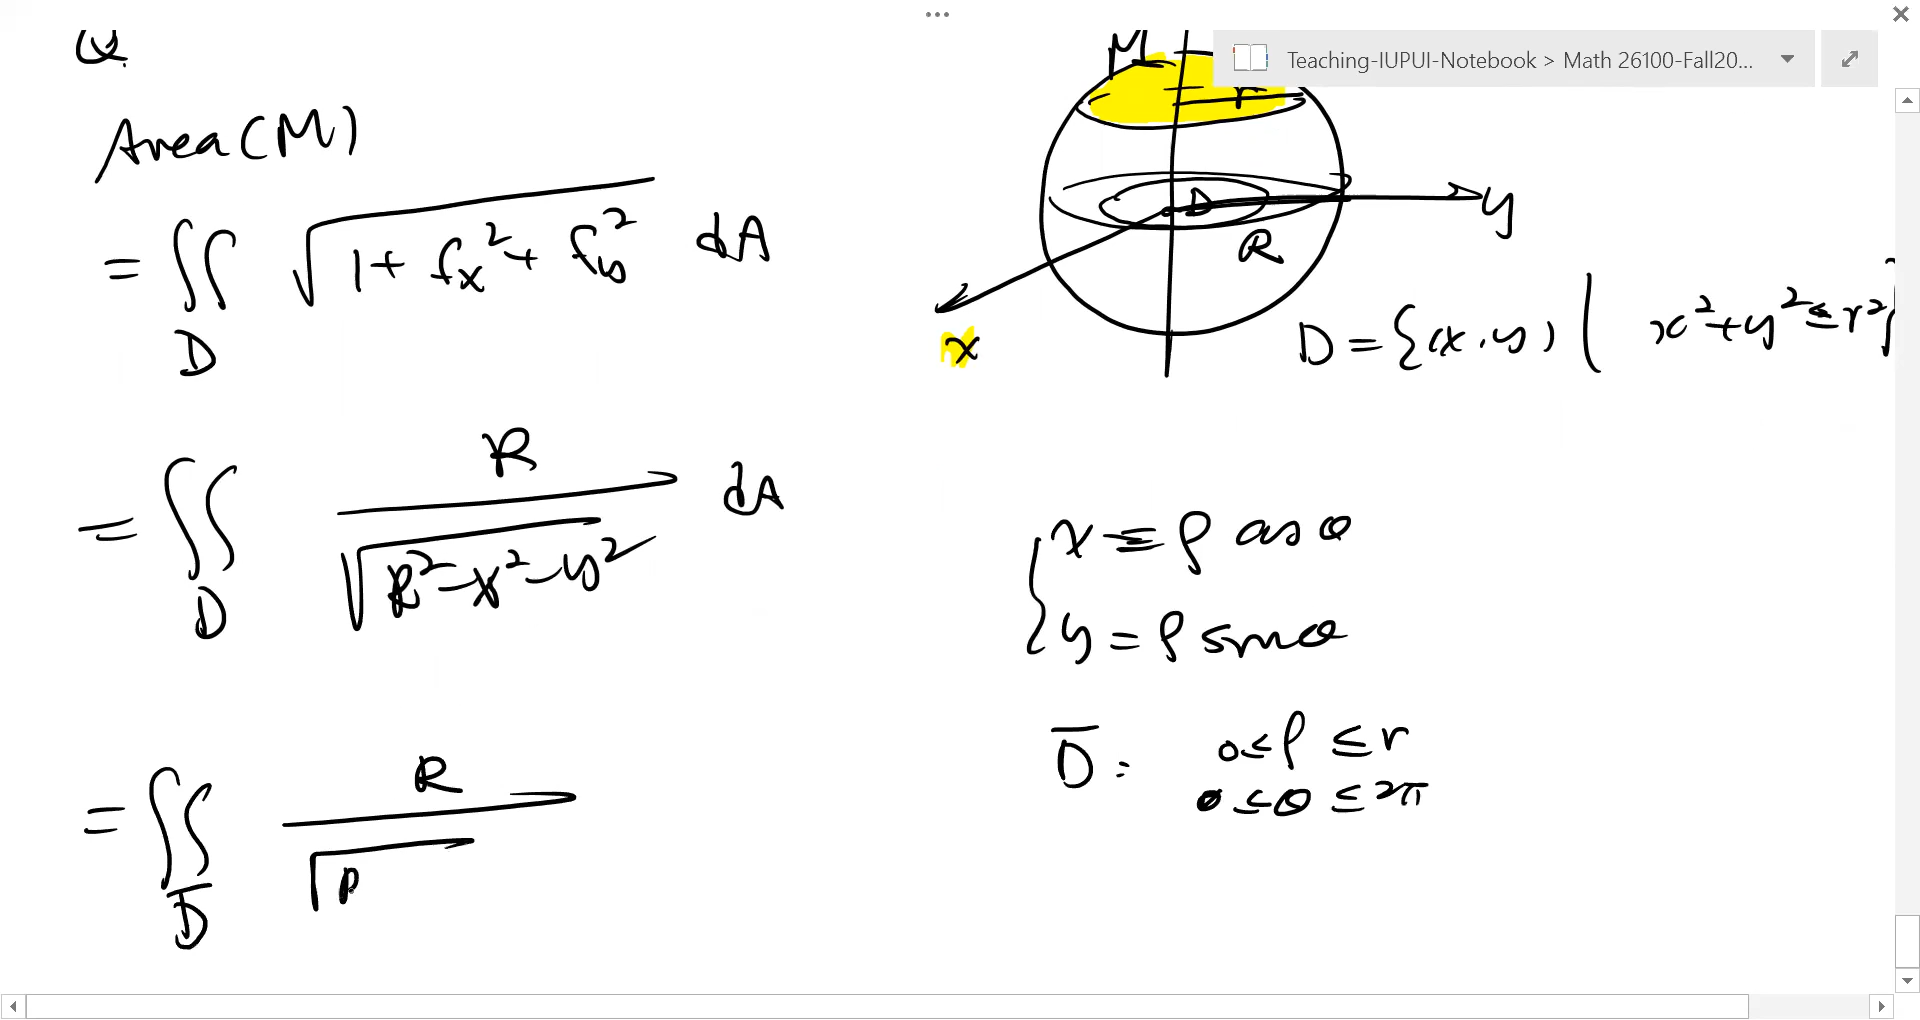 Teaching-IUPUI-Notebook > Math 26100-Fall20...
M
r
Area(M)
= ∬_D √(1 + f_x² + f_y²) dA
D
y
R
x
D = {(x,y) | x²+y² ≤ r²}
= ∬_D R / √(R²-x²-y²) dA
x = ρ cos θ
y = ρ sin θ
D̅ : 0 ≤ ρ ≤ r
0 ≤ θ ≤ 2π
= ∬_D̅ R / √R